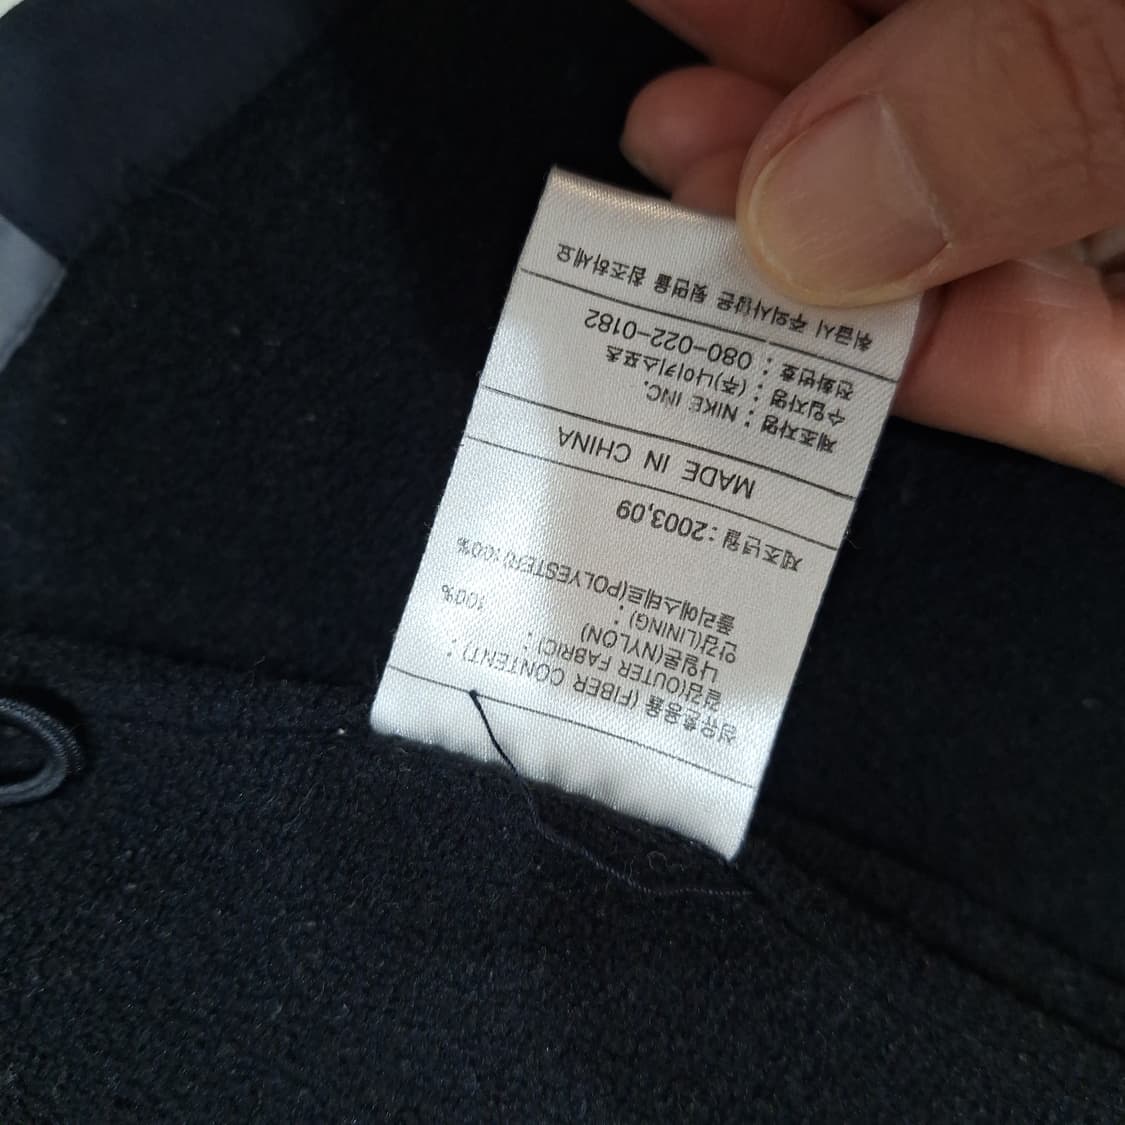 섬유혼용율 (FIBER CONTENT) :
겉감(OUTER FABRIC) :
나일론(NYLON) 100%
안감(LINING) :
폴리에스테르(POLYESTER)100%
제조년월 : 2003,09
MADE IN CHINA
제조자명 : NIKE INC.
수입자명 : (주)나이키스포츠
전화번호 : 080-022-0182
취급시 주의사항은 뒷면을 참조하세요